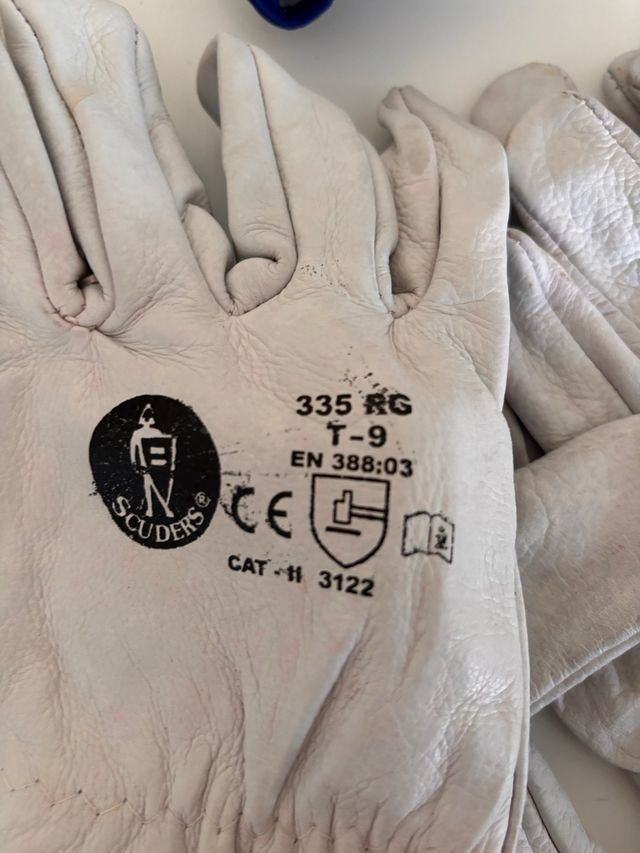 335 RG
T-9
EN 388:03
B
SCUDERS®
CE
CAT - II 3122